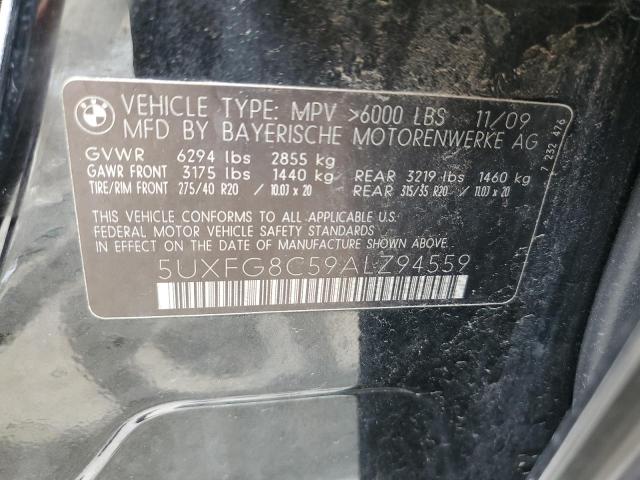 BMW
VEHICLE TYPE: MPV >6000 LBS 11/09
MFD BY BAYERISCHE MOTORENWERKE AG
GVWR 6294 lbs 2855 kg
GAWR FRONT 3175 lbs 1440 kg REAR 3219 lbs 1460 kg
TIRE/RIM FRONT 275/40 R20 / 10.0J x 20 REAR 315/35 R20 / 11.0J x 20
THIS VEHICLE CONFORMS TO ALL APPLICABLE U.S.
FEDERAL MOTOR VEHICLE SAFETY STANDARDS
IN EFFECT ON THE DATE OF MANUFACTURE SHOWN ABOVE.
5UXFG8C59ALZ94559
7 232 476